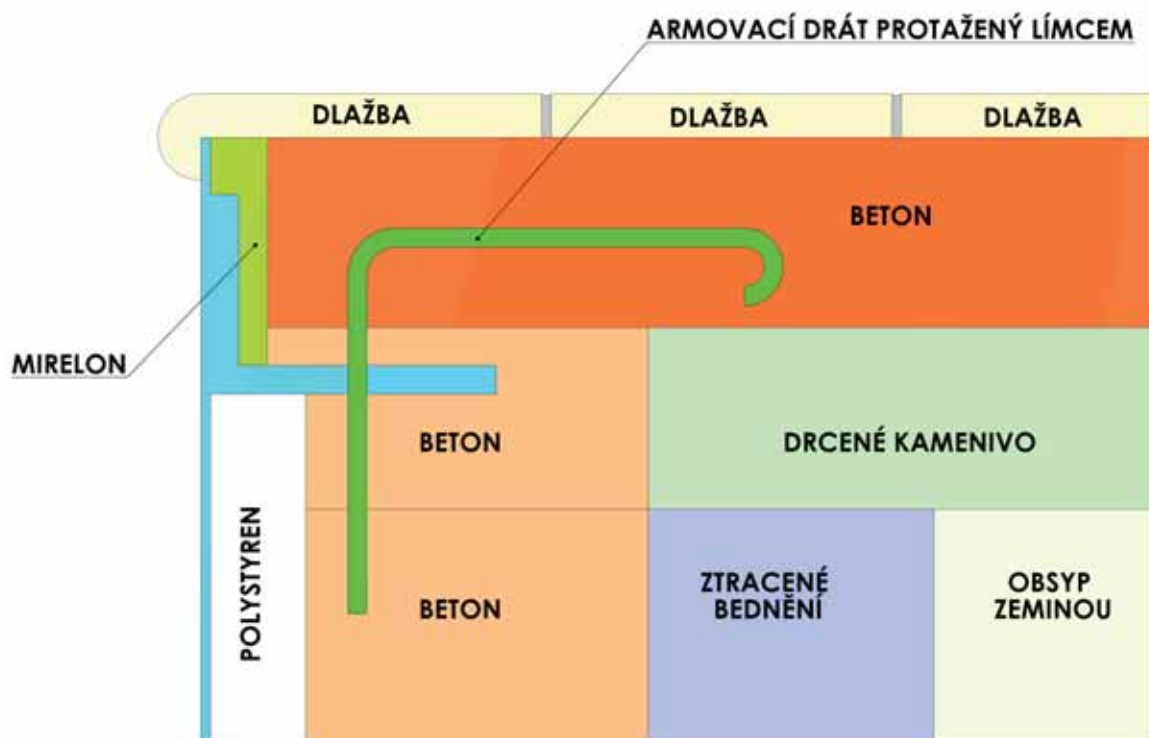 ARMOVACÍ DRÁT PROTAŽENÝ LÍMCEM
DLAŽBA
DLAŽBA
DLAŽBA
BETON
MIRELON
BETON
DRCENÉ KAMENIVO
POLYSTYREN
BETON
ZTRACENÉ
BEDNĚNÍ
OBSYP
ZEMINOU